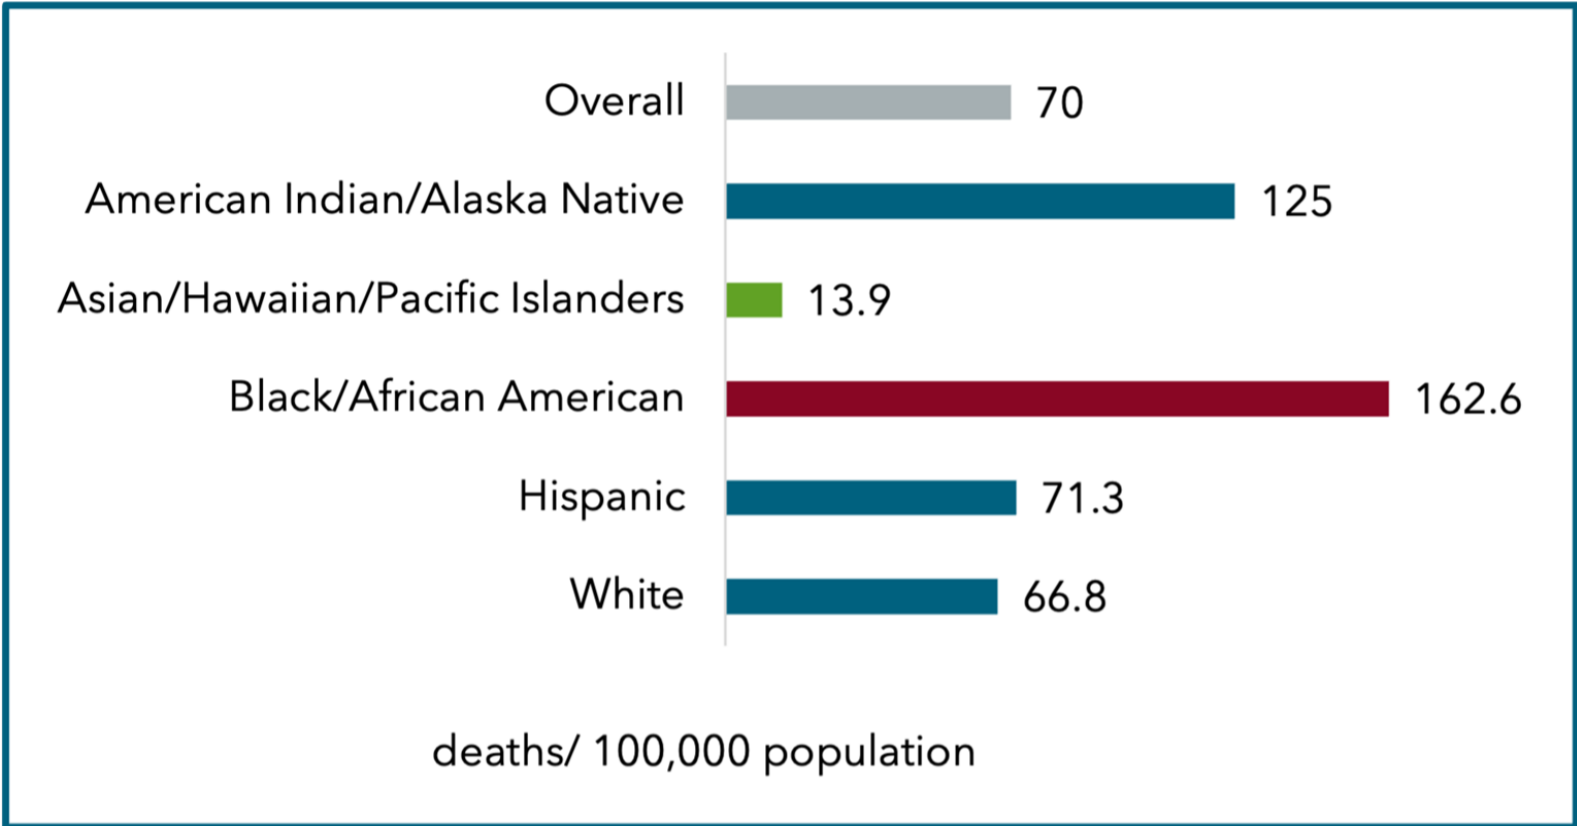 Overall 70
American Indian/Alaska Native 125
Asian/Hawaiian/Pacific Islanders 13.9
Black/African American 162.6
Hispanic 71.3
White 66.8
deaths/ 100,000 population